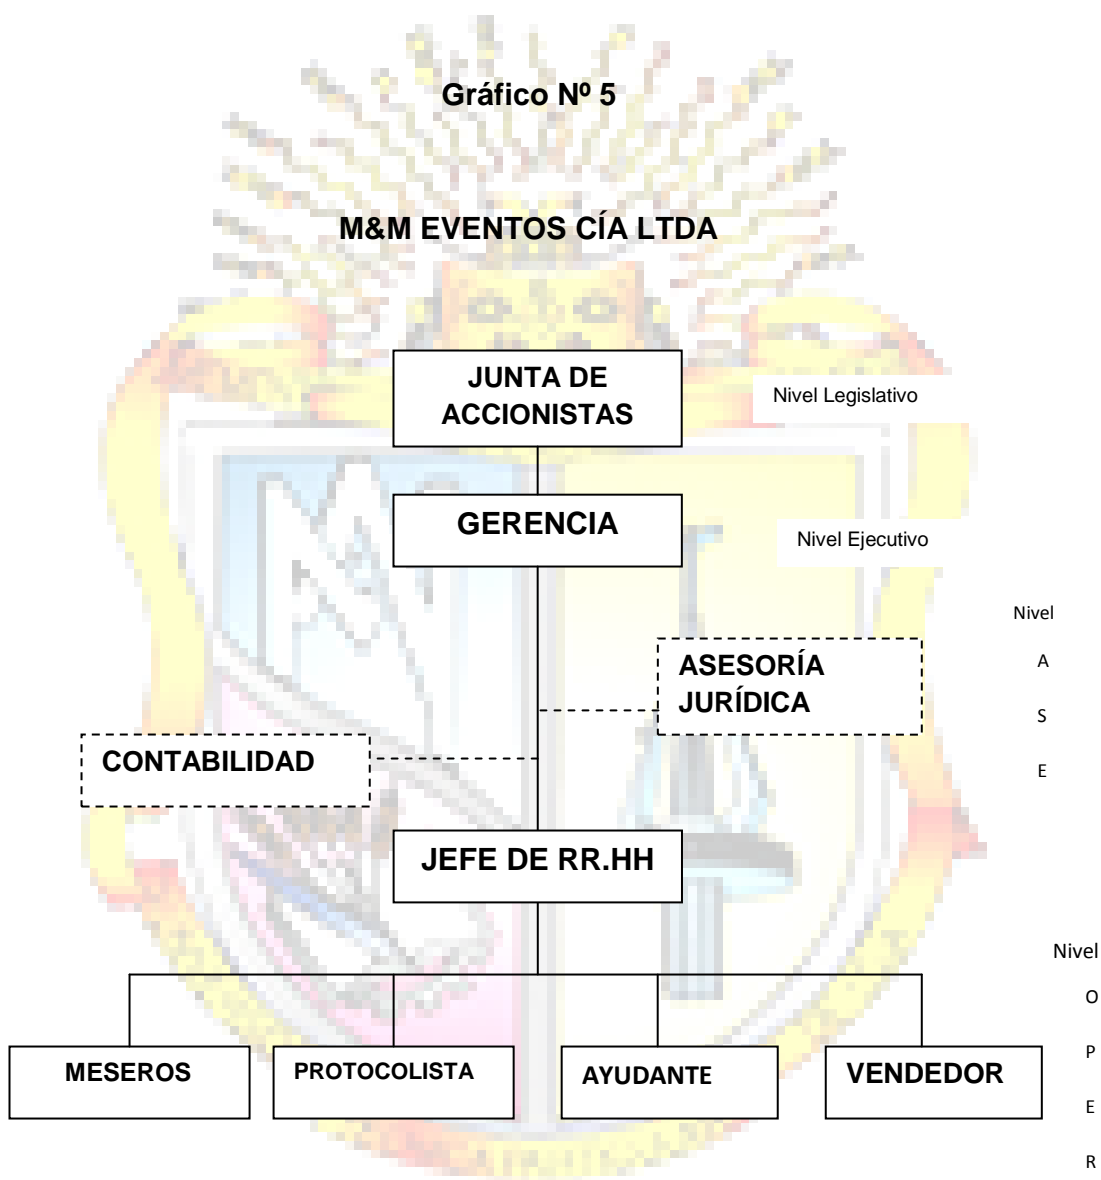 Gráfico Nº 5
M&M EVENTOS CÍA LTDA
JUNTA DE
ACCIONISTAS
Nivel Legislativo
GERENCIA
Nivel Ejecutivo
Nivel
A
S
E
ASESORÍA
JURÍDICA
CONTABILIDAD
JEFE DE RR.HH
Nivel
O
P
E
R
MESEROS
PROTOCOLISTA
AYUDANTE
VENDEDOR